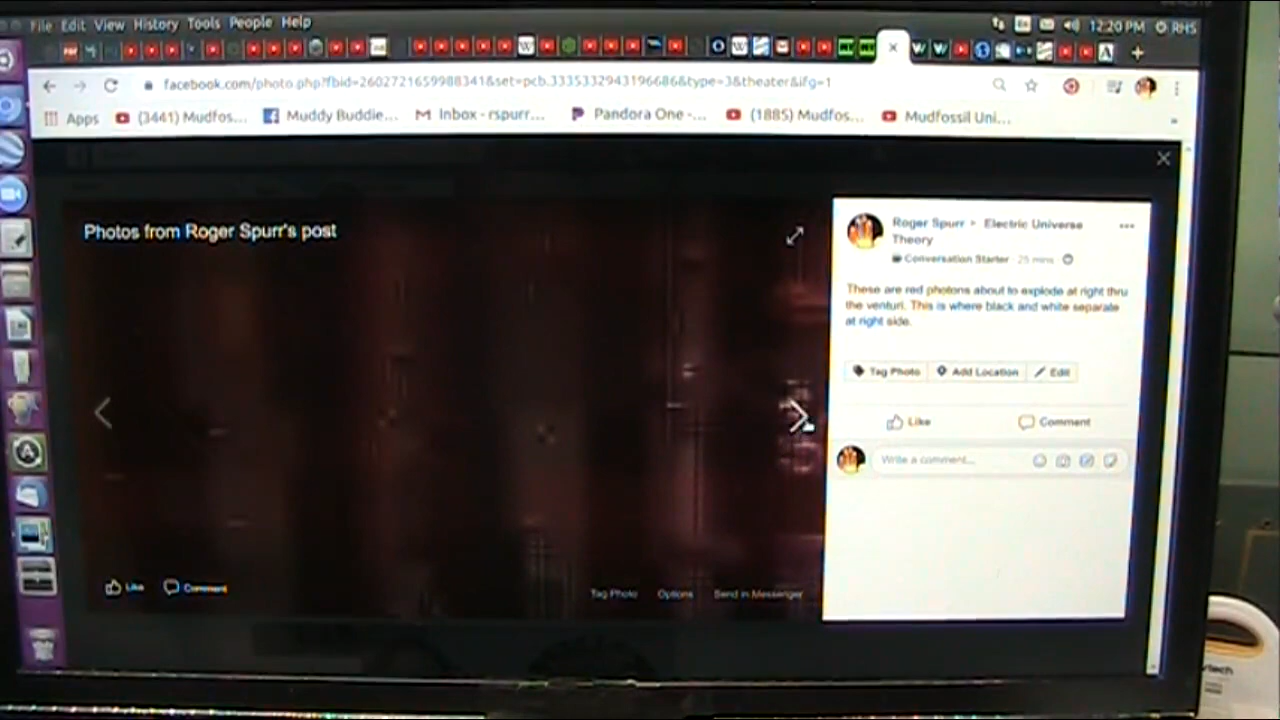 File Edit View History Tools People Help
En 12:20 PM RHS
facebook.com/photo.php?fbid=2602721659988341&set=pcb.3335332943196686&type=3&theater&ifg=1
Apps (3441) Mudfos... Muddy Buddie... Inbox - rspurr... Pandora One -... (1885) Mudfos... Mudfossil Uni...
Photos from Roger Spurr's post
Roger Spurr Electric Universe
Theory
Conversation Starter · 25 mins
These are red photons about to explode at right thru
the venturi. This is where black and white separate
at right side.
Tag Photo Add Location Edit
Like Comment
Write a comment...
Like Comment
Tag Photo Options Send in Messenger